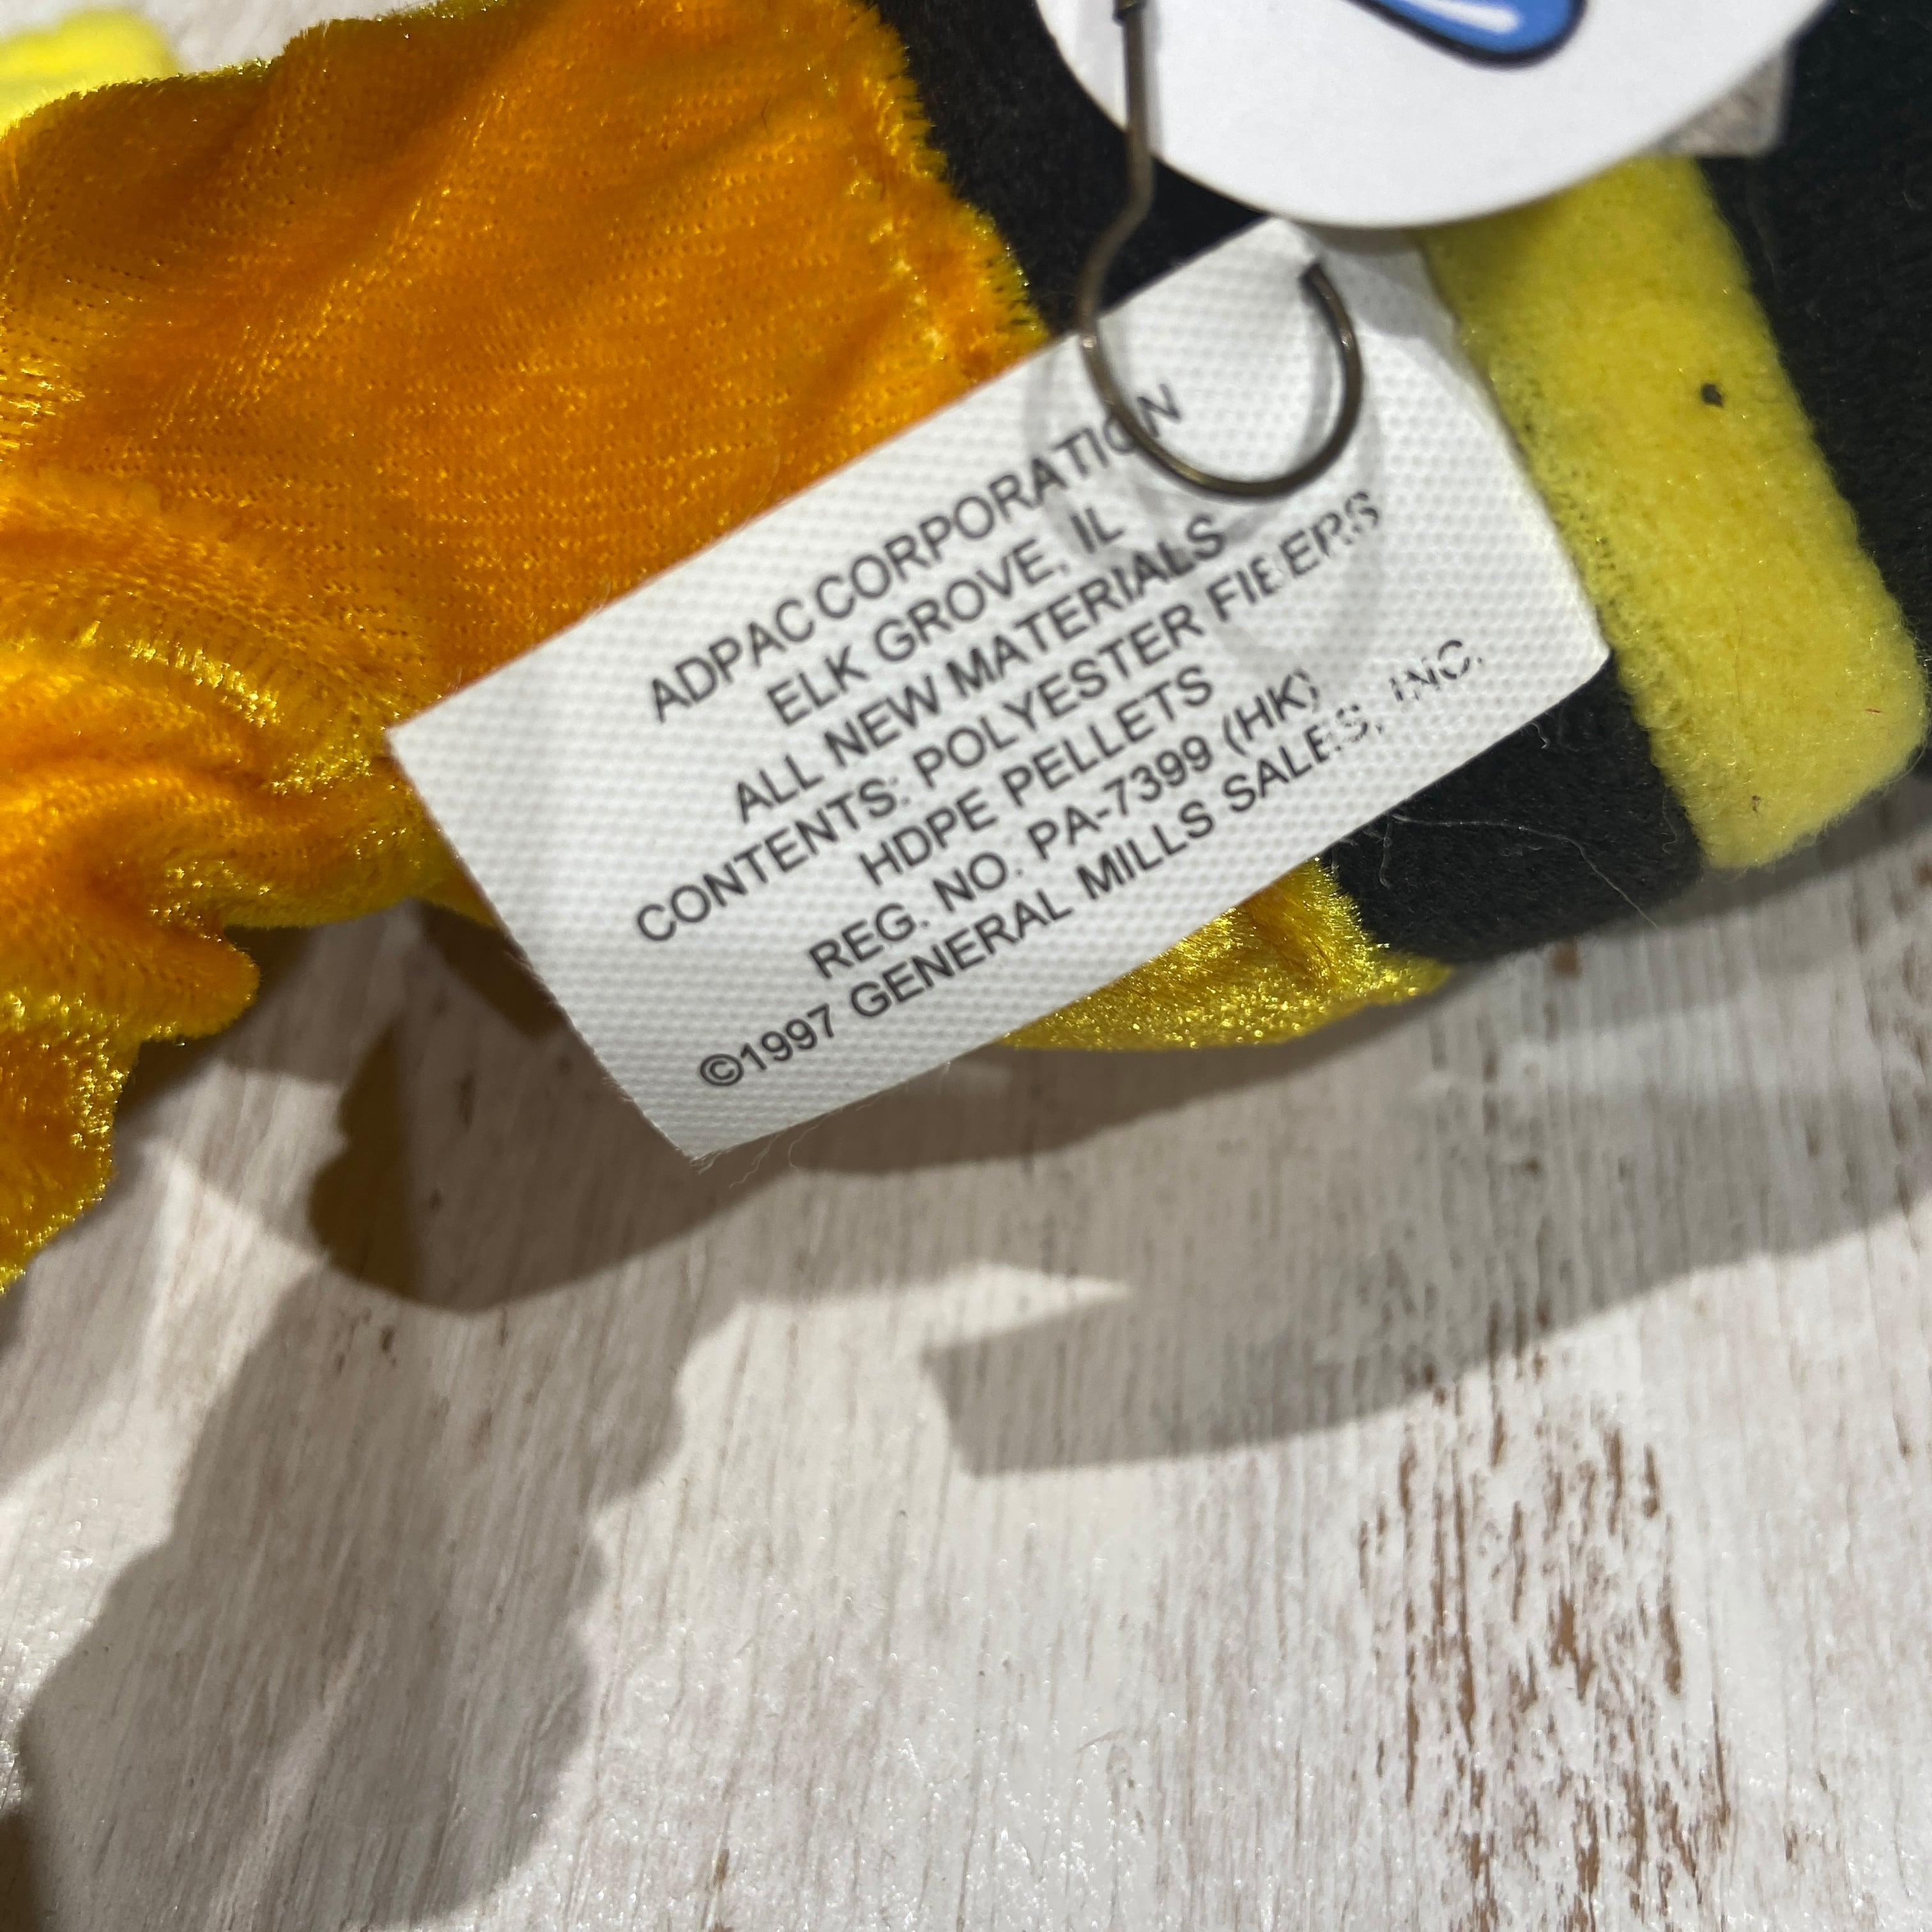 ADPAC CORPORATION
ELK GROVE, IL
ALL NEW MATERIALS
CONTENTS: POLYESTER FIBERS
HDPE PELLETS
REG. NO. PA-7399 (HK)
©1997 GENERAL MILLS SALES, INC.